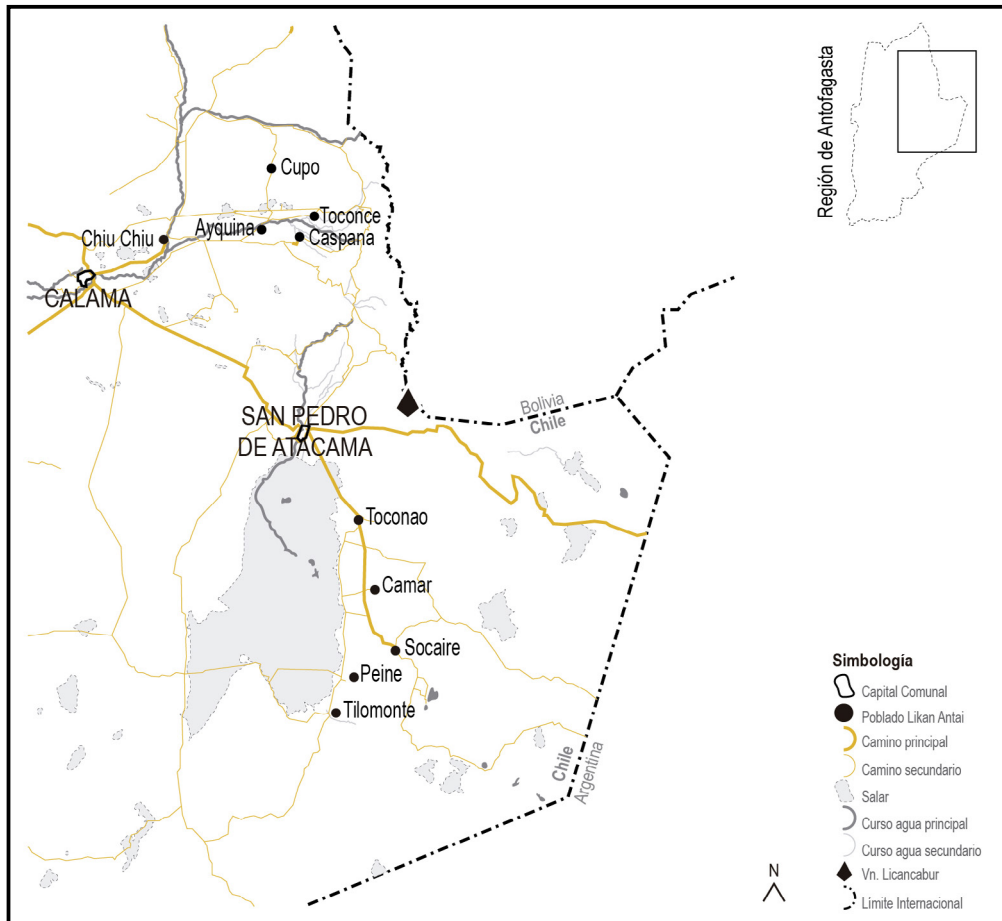 Región de Antofagasta
Cupo
Toconce
Ayquina
Chiu Chiu
Caspana
CALAMA
Bolivia
Chile
SAN PEDRO
DE ATACAMA
Toconao
Camar
Socaire
Peine
Tilomonte
Chile
Argentina
Simbología
Capital Comunal
Poblado Likan Antai
Camino principal
Camino secundario
Salar
Curso agua principal
Curso agua secundario
Vn. Licancabur
Limite Internacional
N